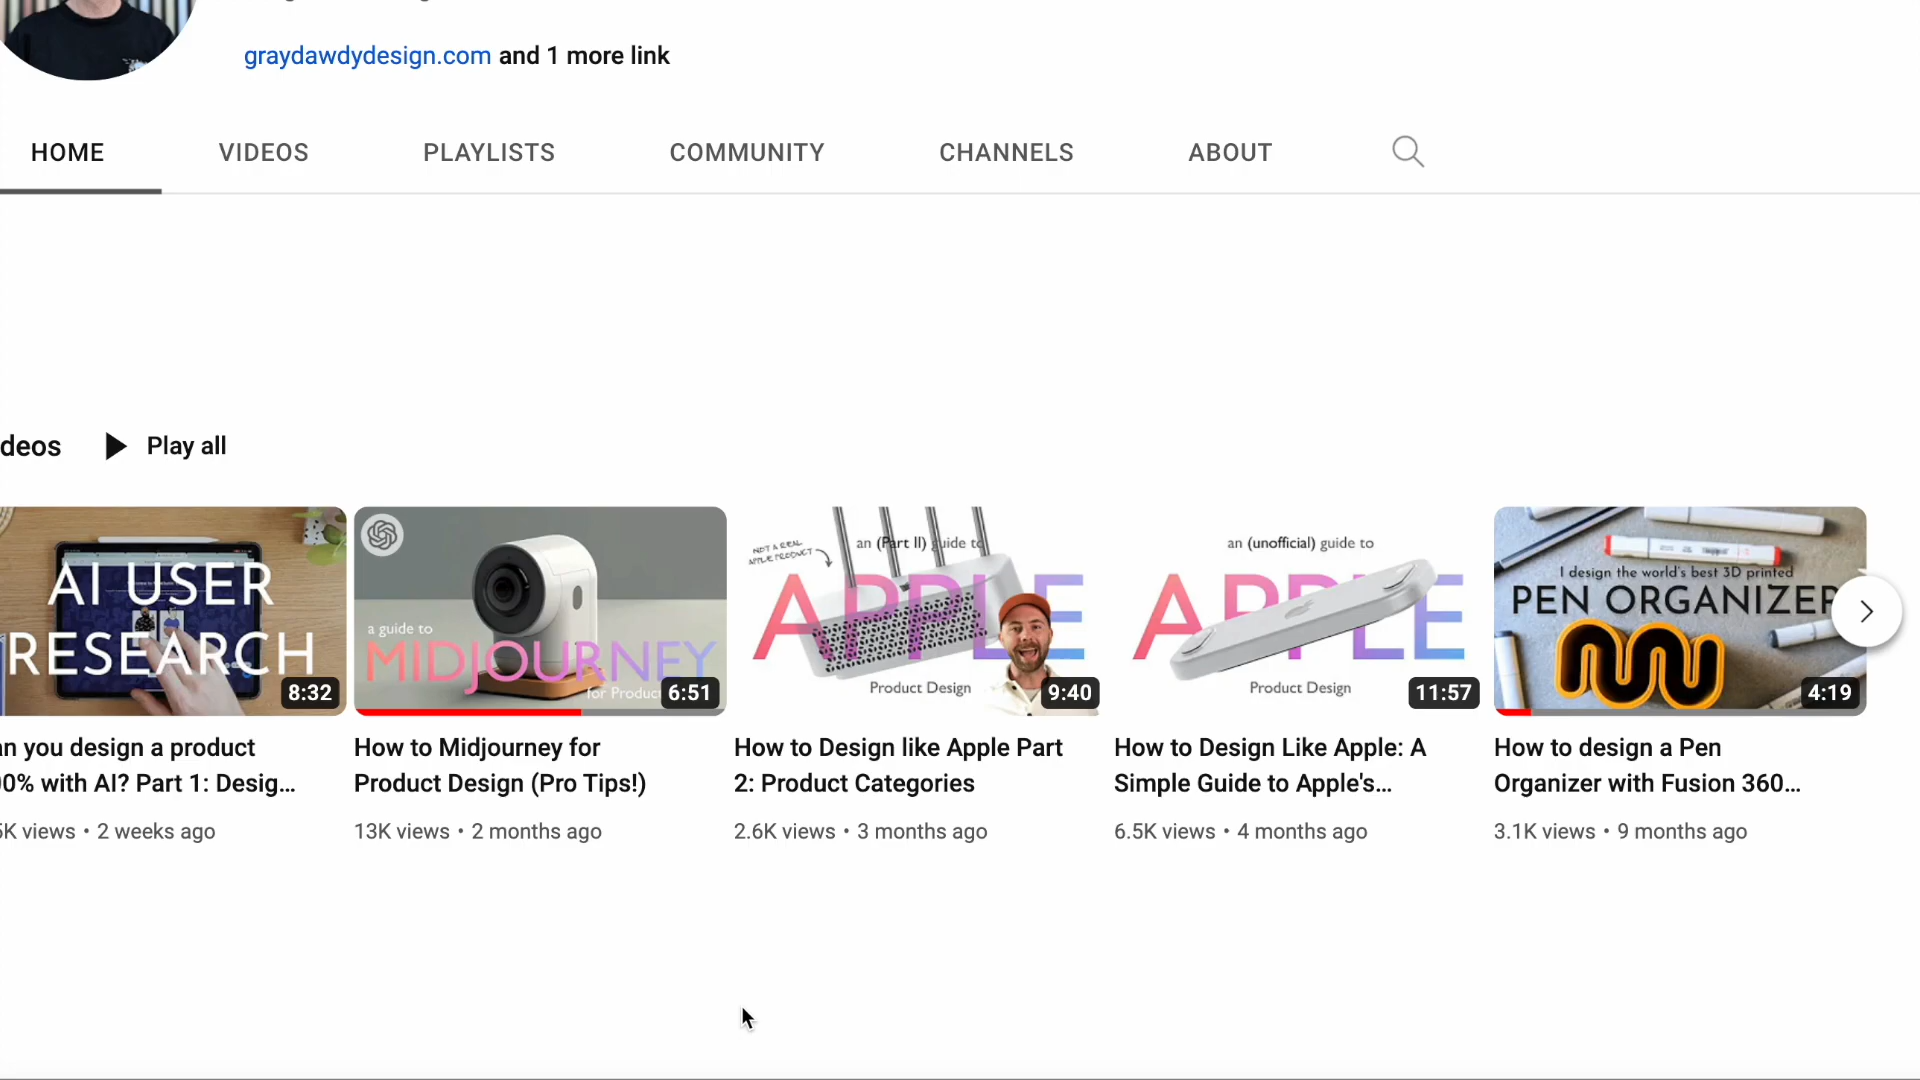 graydawdydesign.com and 1 more link
HOME VIDEOS PLAYLISTS COMMUNITY CHANNELS ABOUT
Play all
AI USER
RESEARCH
8:32
a guide to
MIDJOURNEY
for
6:51
NOT A REAL
APPLE PRODUCT
an (Part II) guide to
APPLE
Product Design
9:40
an (unofficial) guide to
APPLE
Product Design
11:57
I design the world's best 3D printed
PEN ORGANIZER
4:19
you design a product
with AI? Part 1: Desig...
views • 2 weeks ago
How to Midjourney for
Product Design (Pro Tips!)
13K views • 2 months ago
How to Design like Apple Part
2: Product Categories
2.6K views • 3 months ago
How to Design Like Apple: A
Simple Guide to Apple's...
6.5K views • 4 months ago
How to design a Pen
Organizer with Fusion 360...
3.1K views • 9 months ago